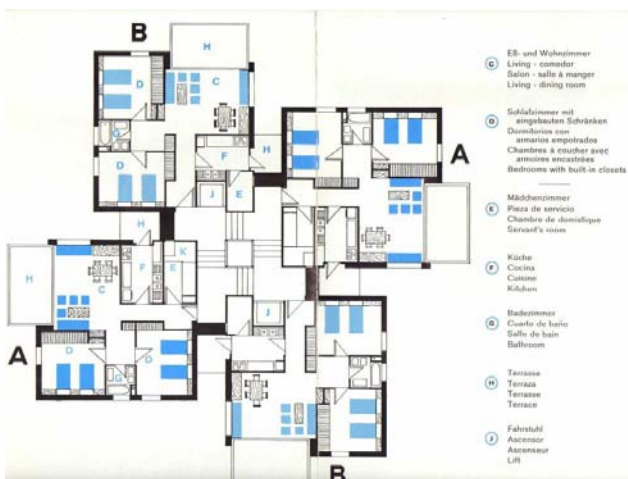 B
H
D
C
G
F
H
D
J
E
A
H
K
F
E
H
C
J
A
D
D
G
B
C
Eß- und Wohnzimmer
Living - comedor
Salon - salle à manger
Living - dining room
D
Schlafzimmer mit
eingebauten Schränken
Dormitorios con
armarios empotrados
Chambres à coucher avec
armoires encastrées
Bedrooms with built-in closets
E
Mädchenzimmer
Pieza de servicio
Chambre de domistique
Servant's room
F
Küche
Cocina
Cuisine
Kitchen
G
Badezimmer
Cuarto de baño
Salle de bain
Bathroom
H
Terrasse
Terraza
Terrasse
Terrace
J
Fahrstuhl
Ascensor
Ascenseur
Lift